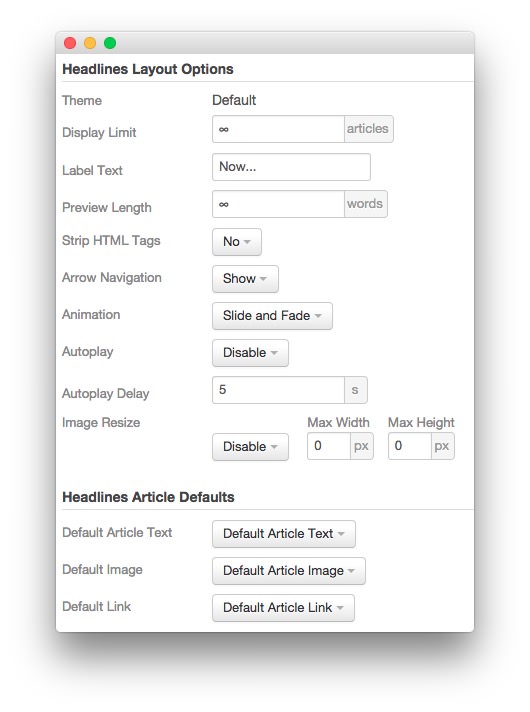 Headlines Layout Options
Theme Default
Display Limit ∞ articles
Label Text Now...
Preview Length ∞ words
Strip HTML Tags No
Arrow Navigation Show
Animation Slide and Fade
Autoplay Disable
Autoplay Delay 5 s
Image Resize Max Width Max Height
Disable 0 px 0 px
Headlines Article Defaults
Default Article Text Default Article Text
Default Image Default Article Image
Default Link Default Article Link